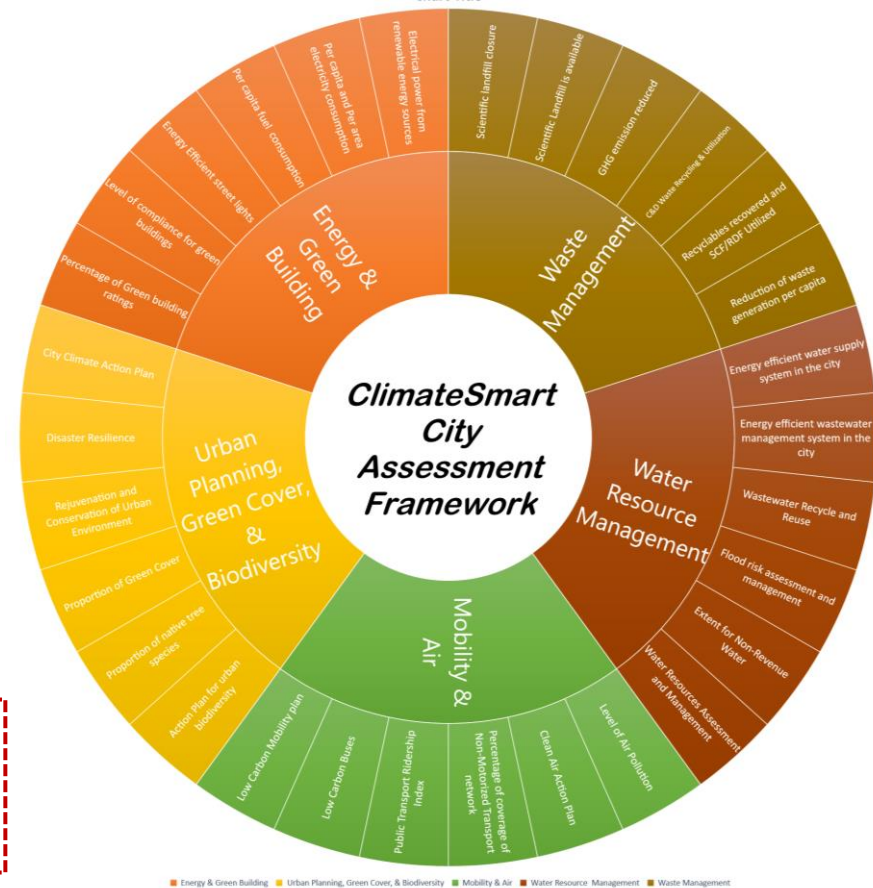 ClimateSmart
City
Assessment
Framework
Energy &
Green
Building
Percentage of Green building
ratings
Level of compliance for green
buildings
Energy Efficient street lights
Per capita fuel consumption
Per capita and Per area
electricity consumption
Electrical power from
renewable energy sources
Waste
Management
Scientific landfill closure
Scientific Landfill is available
GHG emission reduced
C&D Waste Recycling & Utilization
Recyclables recovered and
SCF/RDF Utilized
Reduction of waste
generation per capita
Water
Resource
Management
Energy efficient water supply
system in the city
Energy efficient wastewater
management system in the
city
Wastewater Recycle and
Reuse
Flood risk assessment and
management
Extent for Non-Revenue
Water
Water Resources Assessment
and Management
Mobility &
Air
Level of Air Pollution
Clean Air Action Plan
Percentage of coverage of
Non-Motorized Transport
network
Public Transport Ridership
Index
Low Carbon Buses
Low Carbon Mobility plan
Urban
Planning,
Green Cover,
&
Biodiversity
Action Plan for urban
biodiversity
Proportion of native tree
species
Proportion of Green Cover
Rejuvenation and
Conservation of Urban
Environment
Disaster Resilience
City Climate Action Plan
Energy & Green Building Urban Planning, Green Cover, & Biodiversity Mobility & Air Water Resource Management Waste Management